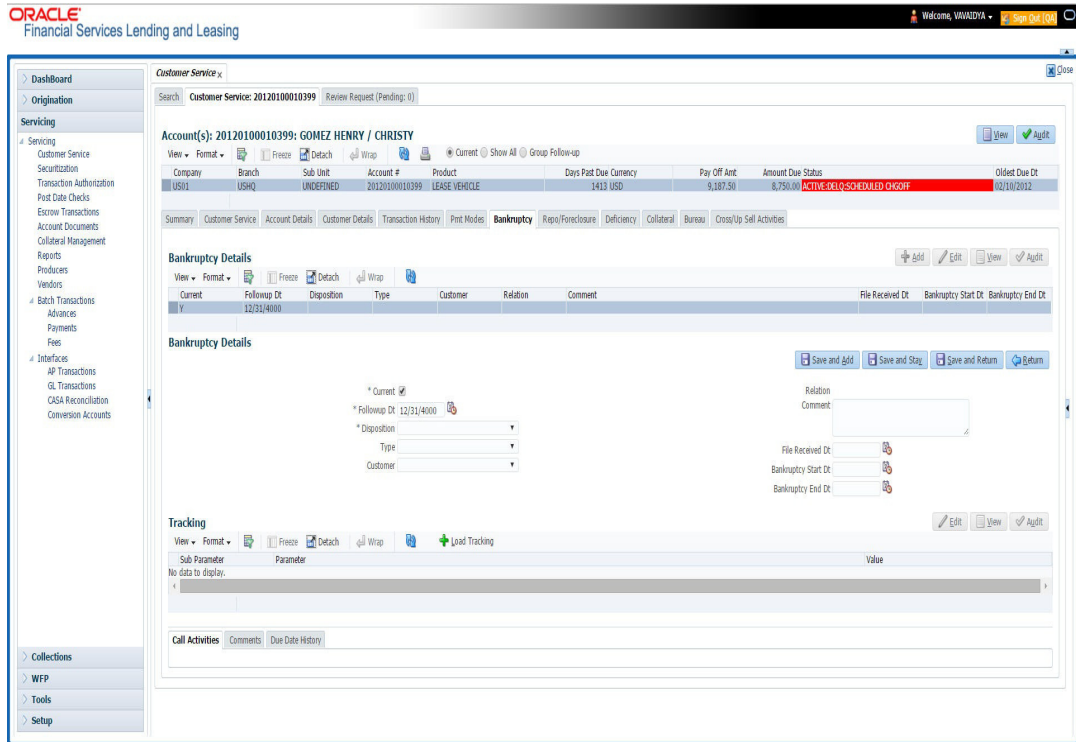 ORACLE'
Financial Services Lending and Leasing
Welcome, VAVAIDYA
Sign Out [QA]
Close
DashBoard
Origination
Servicing
Servicing
Customer Service
Securitization
Transaction Authorization
Post Date Checks
Escrow Transactions
Account Documents
Collateral Management
Reports
Producers
Vendors
Batch Transactions
Advances
Payments
Fees
Interfaces
AP Transactions
GL Transactions
CASA Reconciliation
Conversion Accounts
Collections
WFP
Tools
Setup
Customer Service x
Search Customer Service: 20120100010399 Review Request (Pending: 0)
Account(s): 20120100010399: GOMEZ HENRY / CHRISTY
View Audit
View Format Freeze Detach Wrap Current Show All Group Follow-up
Company Branch Sub Unit Account # Product Days Past Due Currency Pay Off Amt Amount Due Status Oldest Due Dt
US01 USHQ UNDEFINED 20120100010399 LEASE VEHICLE 1413 USD 9,187.50 8,750.00 ACTIVE:DELQ:SCHEDULED CHGOFF 02/10/2012
Summary Customer Service Account Details Customer Details Transaction History Pmt Modes Bankruptcy Repo/Foreclosure Deficiency Collateral Bureau Cross/Up Sell Activities
Bankruptcy Details
Add Edit View Audit
View Format Freeze Detach Wrap
Current Followup Dt Disposition Type Customer Relation Comment File Received Dt Bankruptcy Start Dt Bankruptcy End Dt
Y 12/31/4000
Bankruptcy Details
Save and Add Save and Stay Save and Return Return
* Current
* Followup Dt 12/31/4000
* Disposition
Type
Customer
Relation
Comment
File Received Dt
Bankruptcy Start Dt
Bankruptcy End Dt
Tracking
Edit View Audit
View Format Freeze Detach Wrap Load Tracking
Sub Parameter Parameter Value
No data to display.
Call Activities Comments Due Date History